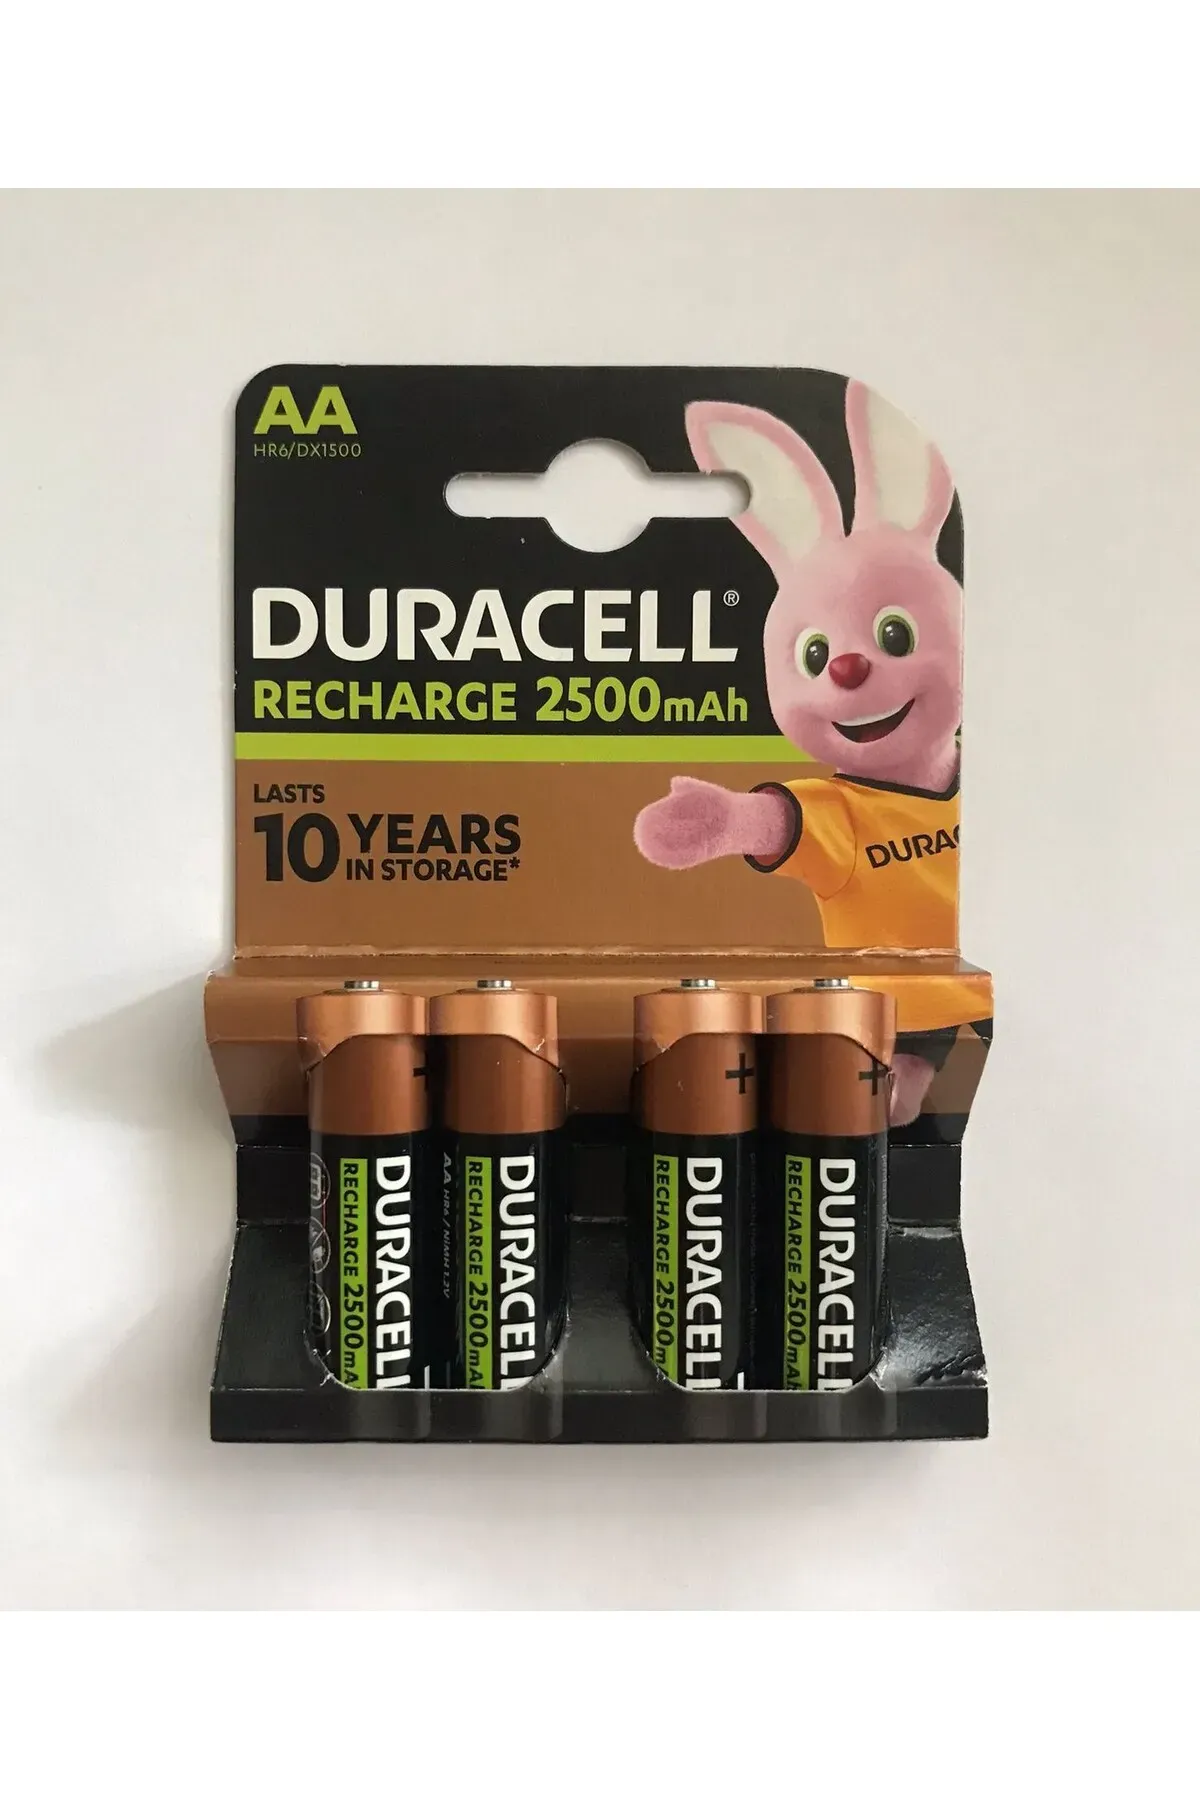 AA
HR6/DX1500
DURACELL®
RECHARGE 2500mAh
LASTS
10 YEARS
IN STORAGE*
DURAC
DURACELL
RECHARGE 2500mA
AA HR6 / NiMH 1.2V
DURACELL
RECHARGE 2500mA
+
DURACELL
RECHARGE 2500mA
+
DURACELL
RECHARGE 2500mAh